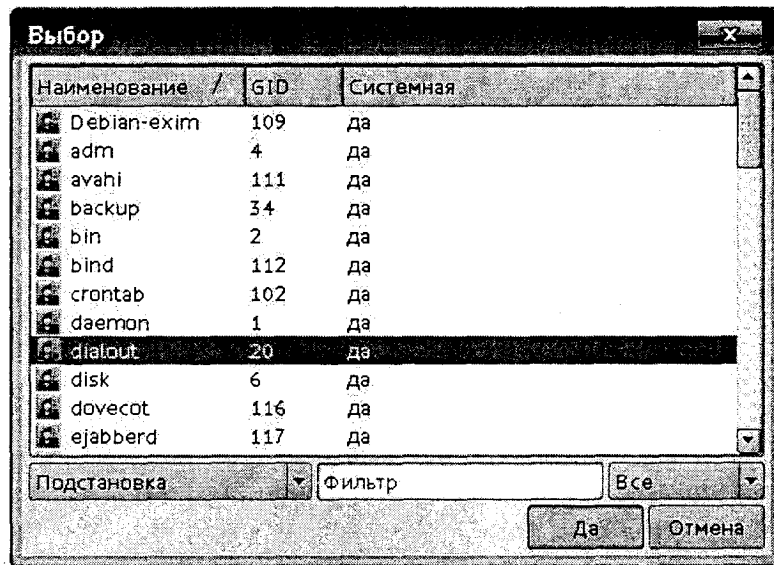 Выбор
Наименование / GID Системная
Debian-exim 109 да
adm 4 да
avahi 111 да
backup 34 да
bin 2 да
bind 112 да
crontab 102 да
daemon 1 да
dialout 20 да
disk 6 да
dovecot 116 да
ejabberd 117 да
Подстановка Фильтр Все
Да Отмена